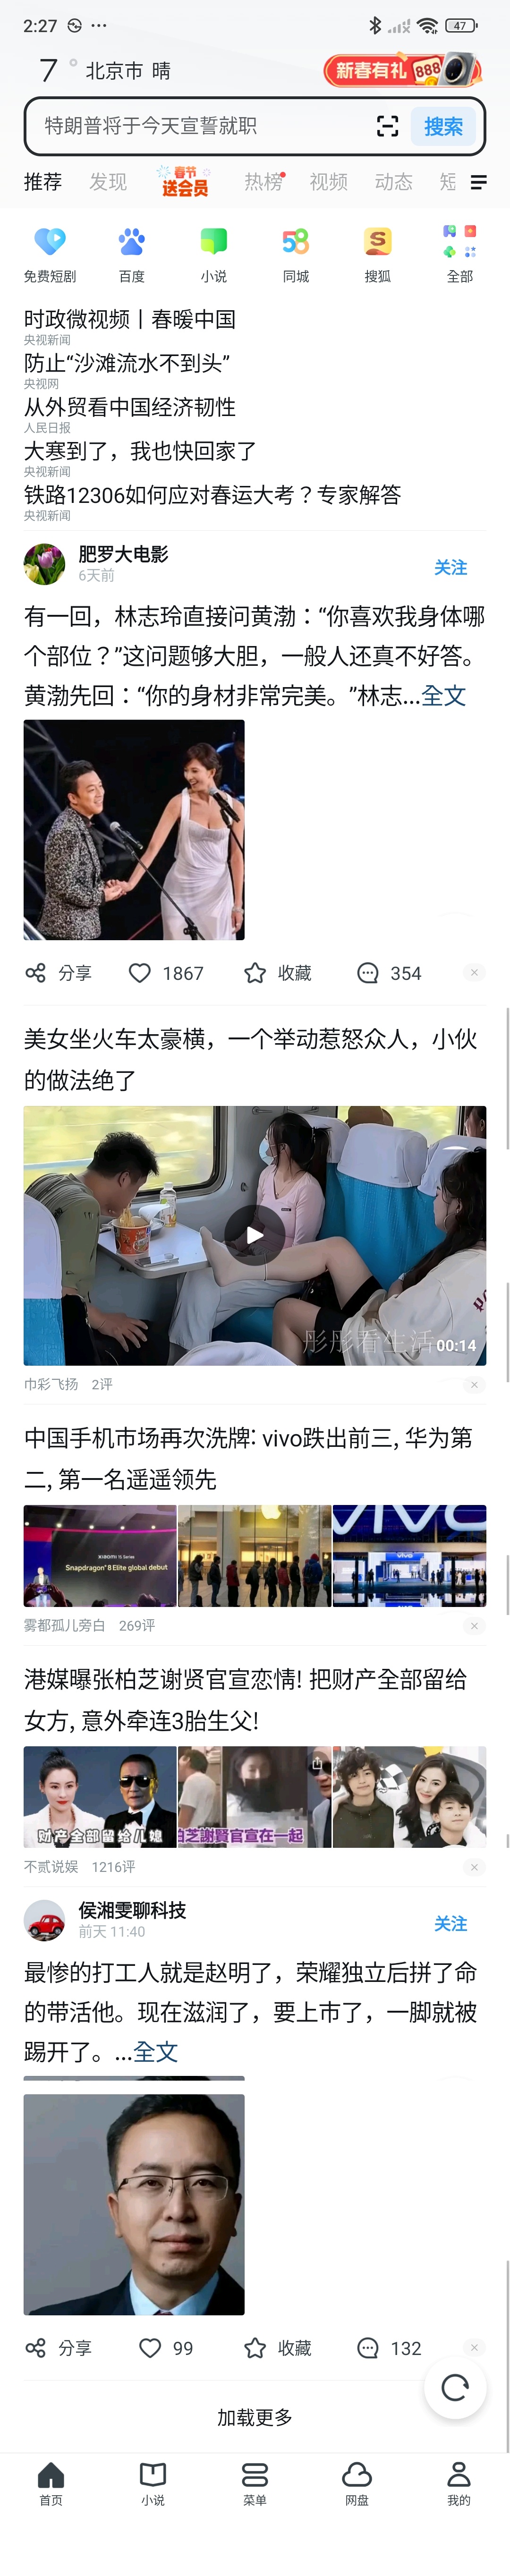 2:27
47
7° 北京市 晴
新春有礼 888
特朗普将于今天宣誓就职
搜索
推荐 发现 春节送会员 热榜 视频 动态 短
免费短剧 百度 小说 同城 搜狐 全部
时政微视频丨春暖中国
央视新闻
防止“沙滩流水不到头”
央视网
从外贸看中国经济韧性
人民日报
大寒到了，我也快回家了
央视新闻
铁路12306如何应对春运大考？专家解答
央视新闻
肥罗大电影
6天前
关注
有一回，林志玲直接问黄渤：“你喜欢我身体哪
个部位？”这问题够大胆，一般人还真不好答。
黄渤先回：“你的身材非常完美。”林志...全文
分享 1867 收藏 354
美女坐火车太豪横，一个举动惹怒众人，小伙
的做法绝了
彤彤看生活
00:14
巾彩飞扬 2评
中国手机市场再次洗牌: vivo跌出前三, 华为第
二, 第一名遥遥领先
XIAOMI 15 Series
Snapdragon 8 Elite global debut
vivo
vivo
雾都孤儿旁白 269评
港媒曝张柏芝谢贤官宣恋情! 把财产全部留给
女方, 意外牵连3胎生父!
财产全部留给儿媳
柏芝謝賢官宣在一起
不贰说娱 1216评
侯湘雯聊科技
前天 11:40
关注
最惨的打工人就是赵明了，荣耀独立后拼了命
的带活他。现在滋润了，要上市了，一脚就被
踢开了。...全文
分享 99 收藏 132
加载更多
首页 小说 菜单 网盘 我的